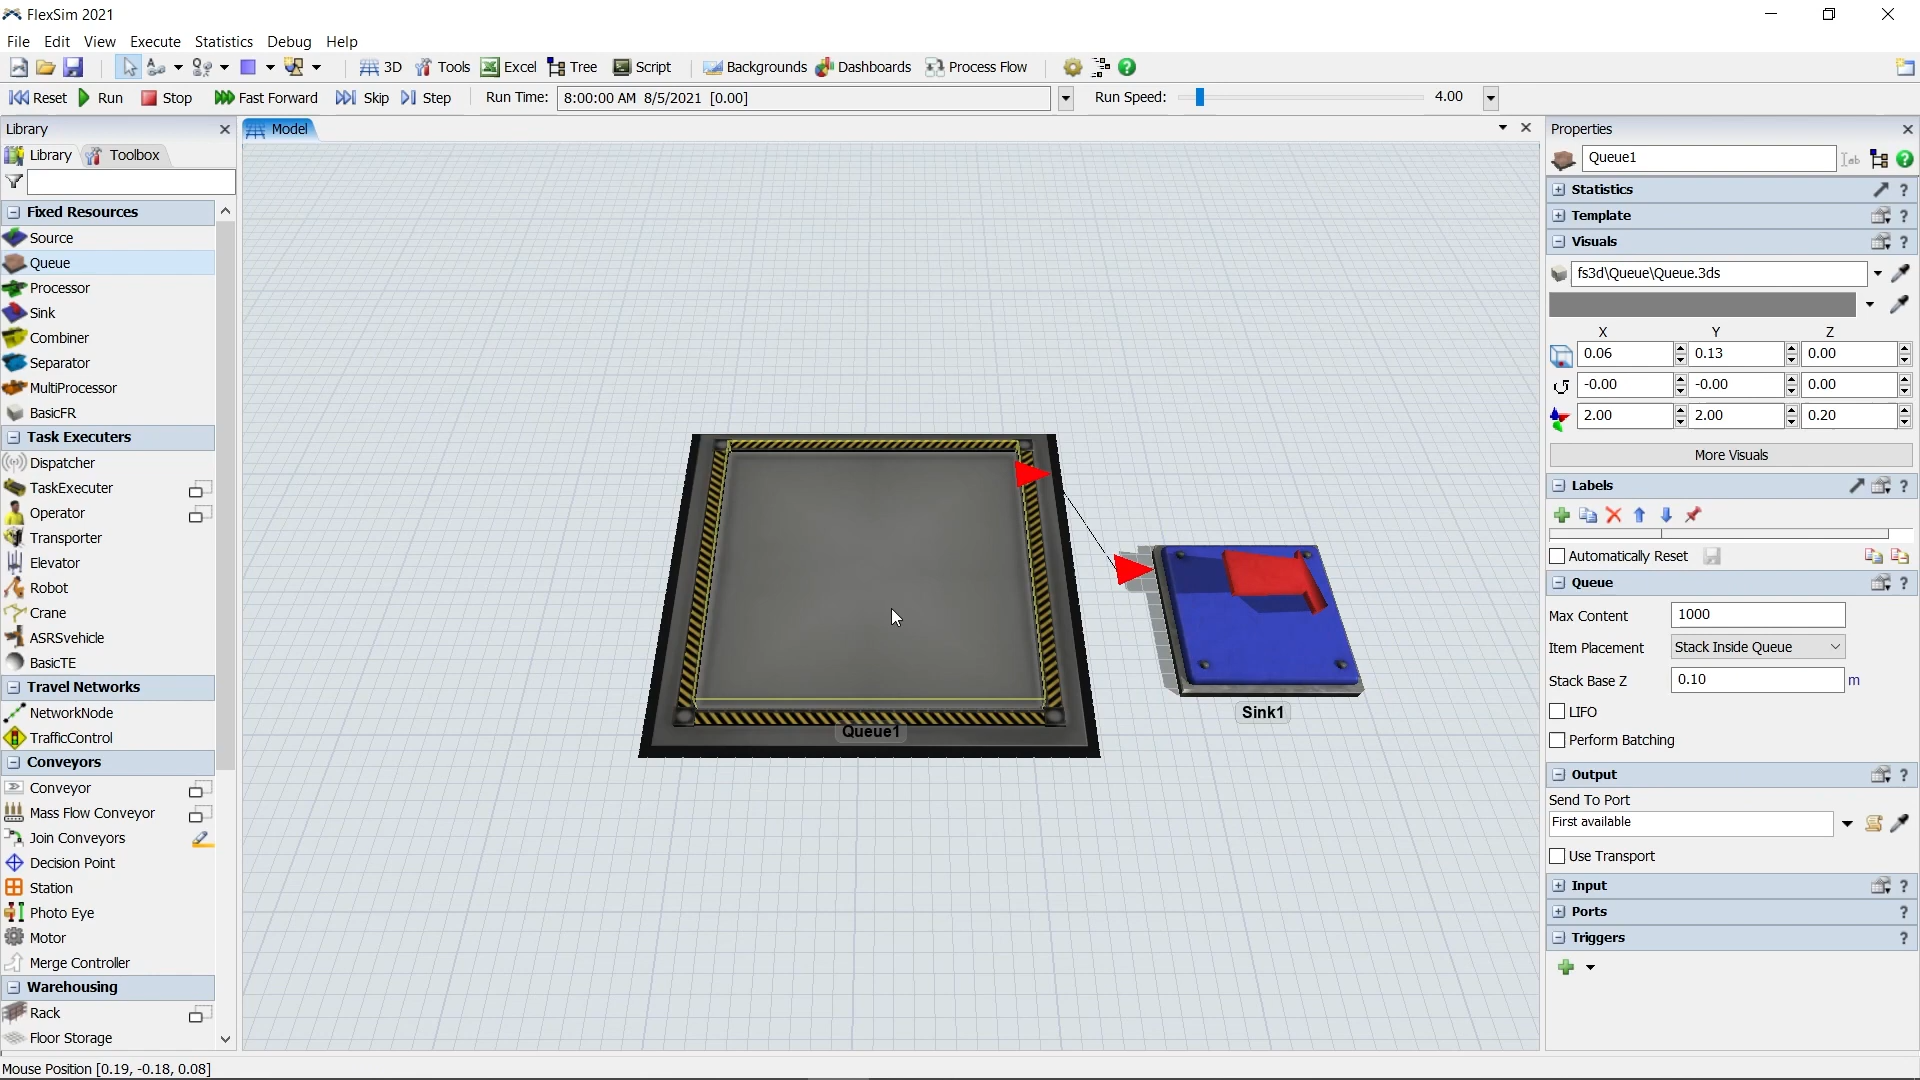 FlexSim 2021
File Edit View Execute Statistics Debug Help
3D Tools Excel Tree Script Backgrounds Dashboards Process Flow
Reset Run Stop Fast Forward Skip Step Run Time: 8:00:00 AM 8/5/2021 [0.00] Run Speed: 4.00
Library
Library Toolbox
Fixed Resources
Source
Queue
Processor
Sink
Combiner
Separator
MultiProcessor
BasicFR
Task Executers
Dispatcher
TaskExecuter
Operator
Transporter
Elevator
Robot
Crane
ASRSvehicle
BasicTE
Travel Networks
NetworkNode
TrafficControl
Conveyors
Conveyor
Mass Flow Conveyor
Join Conveyors
Decision Point
Station
Photo Eye
Motor
Merge Controller
Warehousing
Rack
Floor Storage
Mouse Position [0.19, -0.18, 0.08]
Model
Queue1
Sink1
Properties
Queue1
Statistics
Template
Visuals
fs3d\Queue\Queue.3ds
X Y Z
0.06 0.13 0.00
-0.00 -0.00 0.00
2.00 2.00 0.20
More Visuals
Labels
Automatically Reset
Queue
Max Content 1000
Item Placement Stack Inside Queue
Stack Base Z 0.10 m
LIFO
Perform Batching
Output
Send To Port
First available
Use Transport
Input
Ports
Triggers